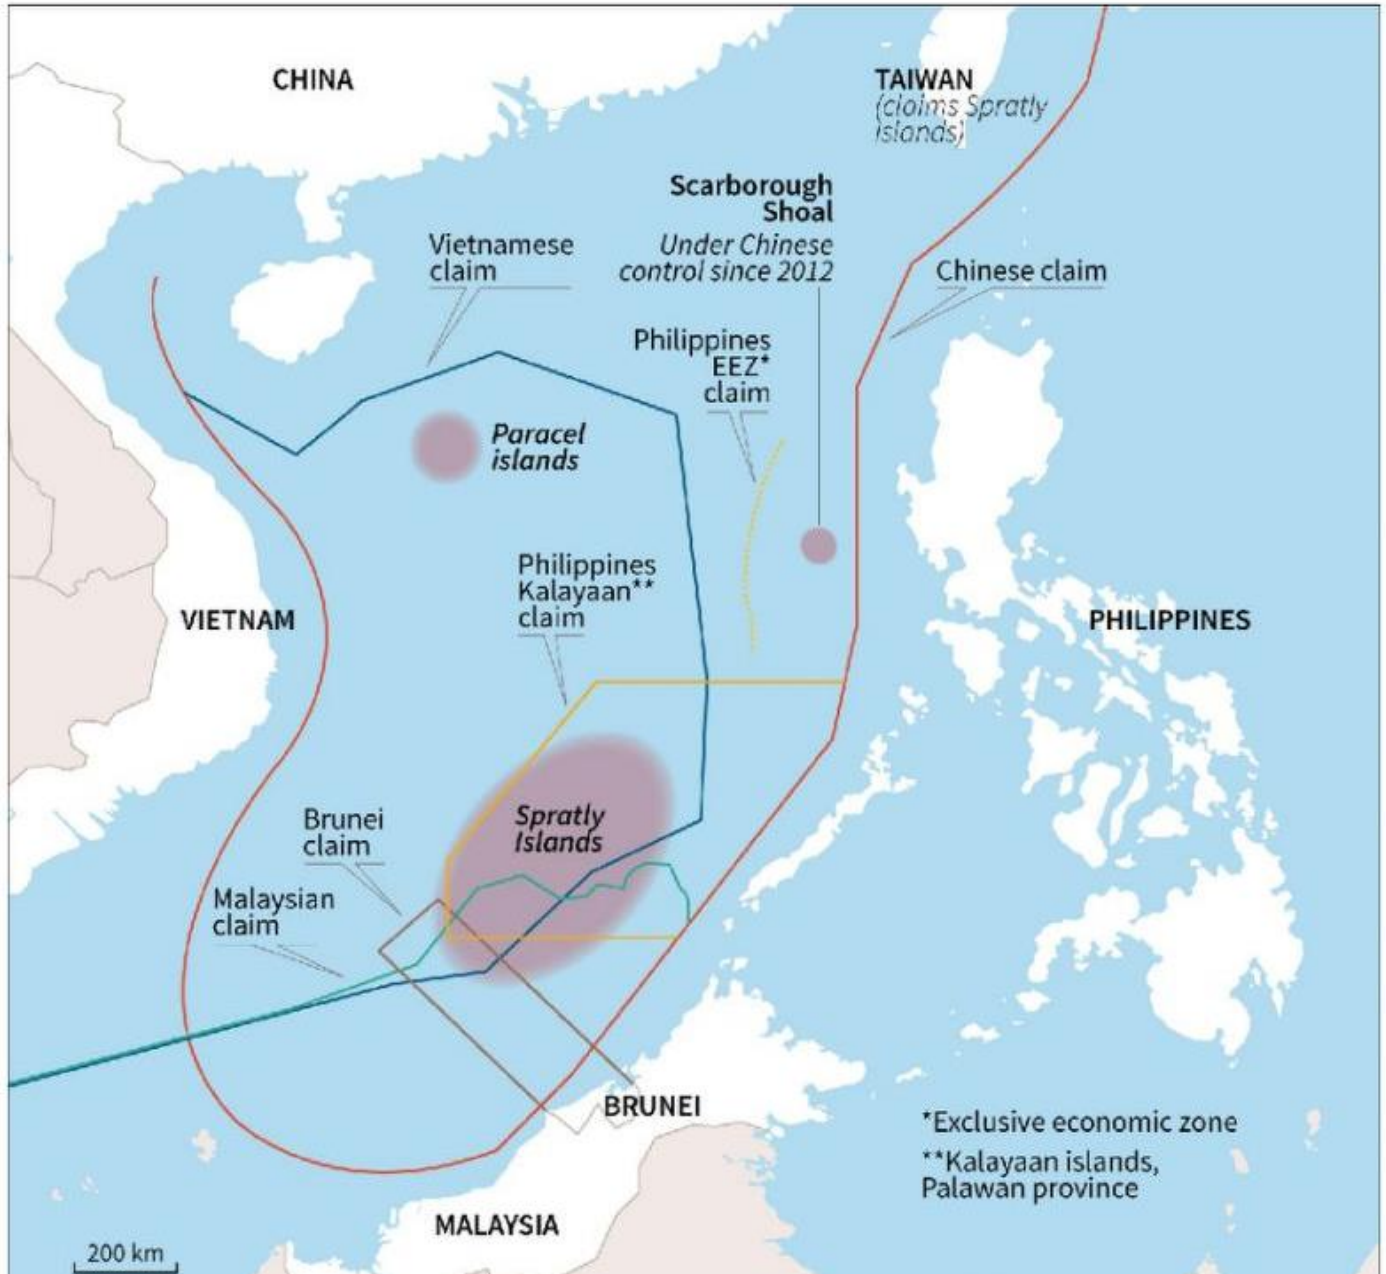 CHINA
TAIWAN
(claims Spratly
islands)
Scarborough
Shoal
Under Chinese
control since 2012
Vietnamese
claim
Chinese claim
Philippines
EEZ*
claim
Paracel
islands
Philippines
Kalayaan**
claim
VIETNAM
PHILIPPINES
Spratly
Islands
Brunei
claim
Malaysian
claim
BRUNEI
*Exclusive economic zone
**Kalayaan islands,
Palawan province
MALAYSIA
200 km